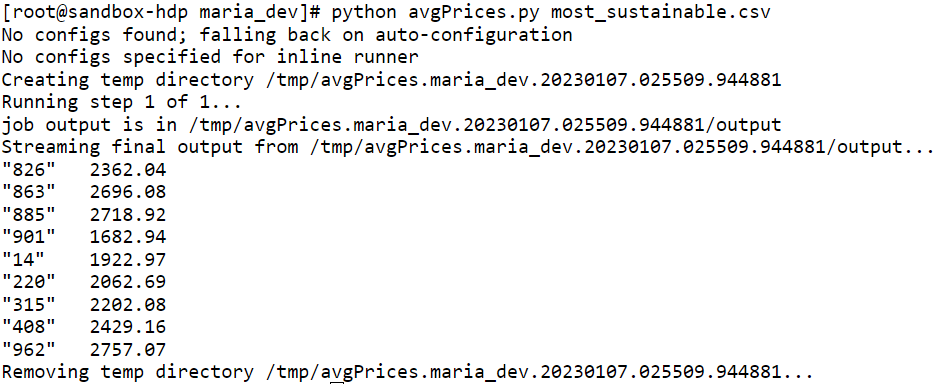 [root@sandbox-hdp maria_dev]# python avgPrices.py most_sustainable.csv
No configs found; falling back on auto-configuration
No configs specified for inline runner
Creating temp directory /tmp/avgPrices.maria_dev.20230107.025509.944881
Running step 1 of 1...
job output is in /tmp/avgPrices.maria_dev.20230107.025509.944881/output
Streaming final output from /tmp/avgPrices.maria_dev.20230107.025509.944881/output...
"826"   2362.04
"863"   2696.08
"885"   2718.92
"901"   1682.94
"14"    1922.97
"220"   2062.69
"315"   2202.08
"408"   2429.16
"962"   2757.07
Removing temp directory /tmp/avgPrices.maria_dev.20230107.025509.944881...